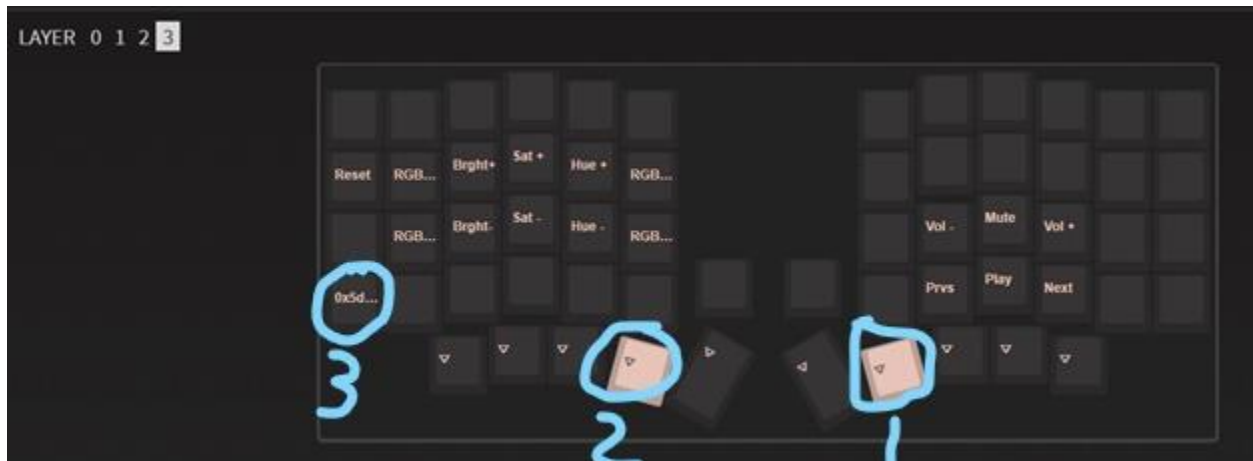 LAYER 0 1 2 3
Reset RGB... Brght+ Sat + Hue + RGB...
RGB... Brght- Sat - Hue - RGB... Vol - Mute Vol +
0x5d... Prvs Play Next
3 2 1